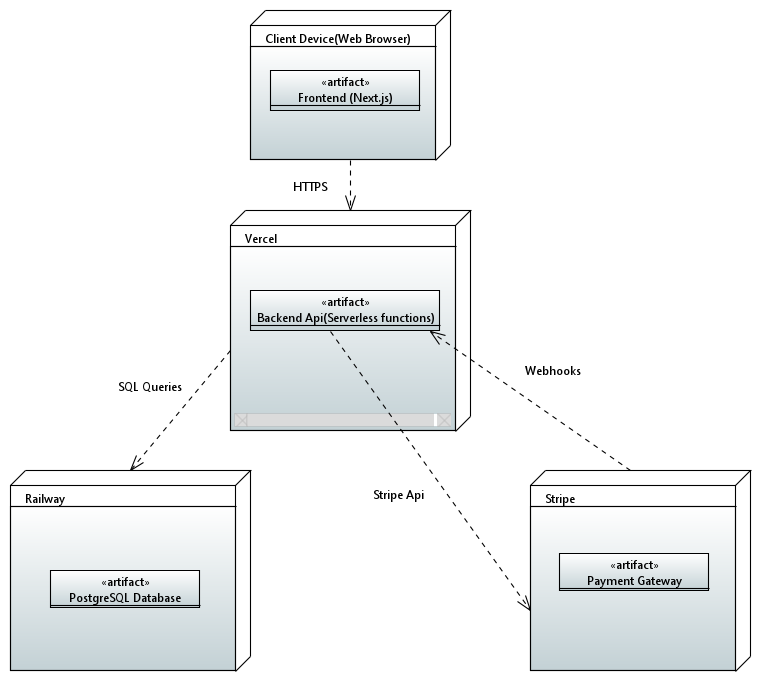 Client Device(Web Browser)
«artifact»
Frontend (Next.js)
HTTPS
Vercel
«artifact»
Backend Api(Serverless functions)
SQL Queries
Webhooks
Stripe Api
Railway
«artifact»
PostgreSQL Database
Stripe
«artifact»
Payment Gateway